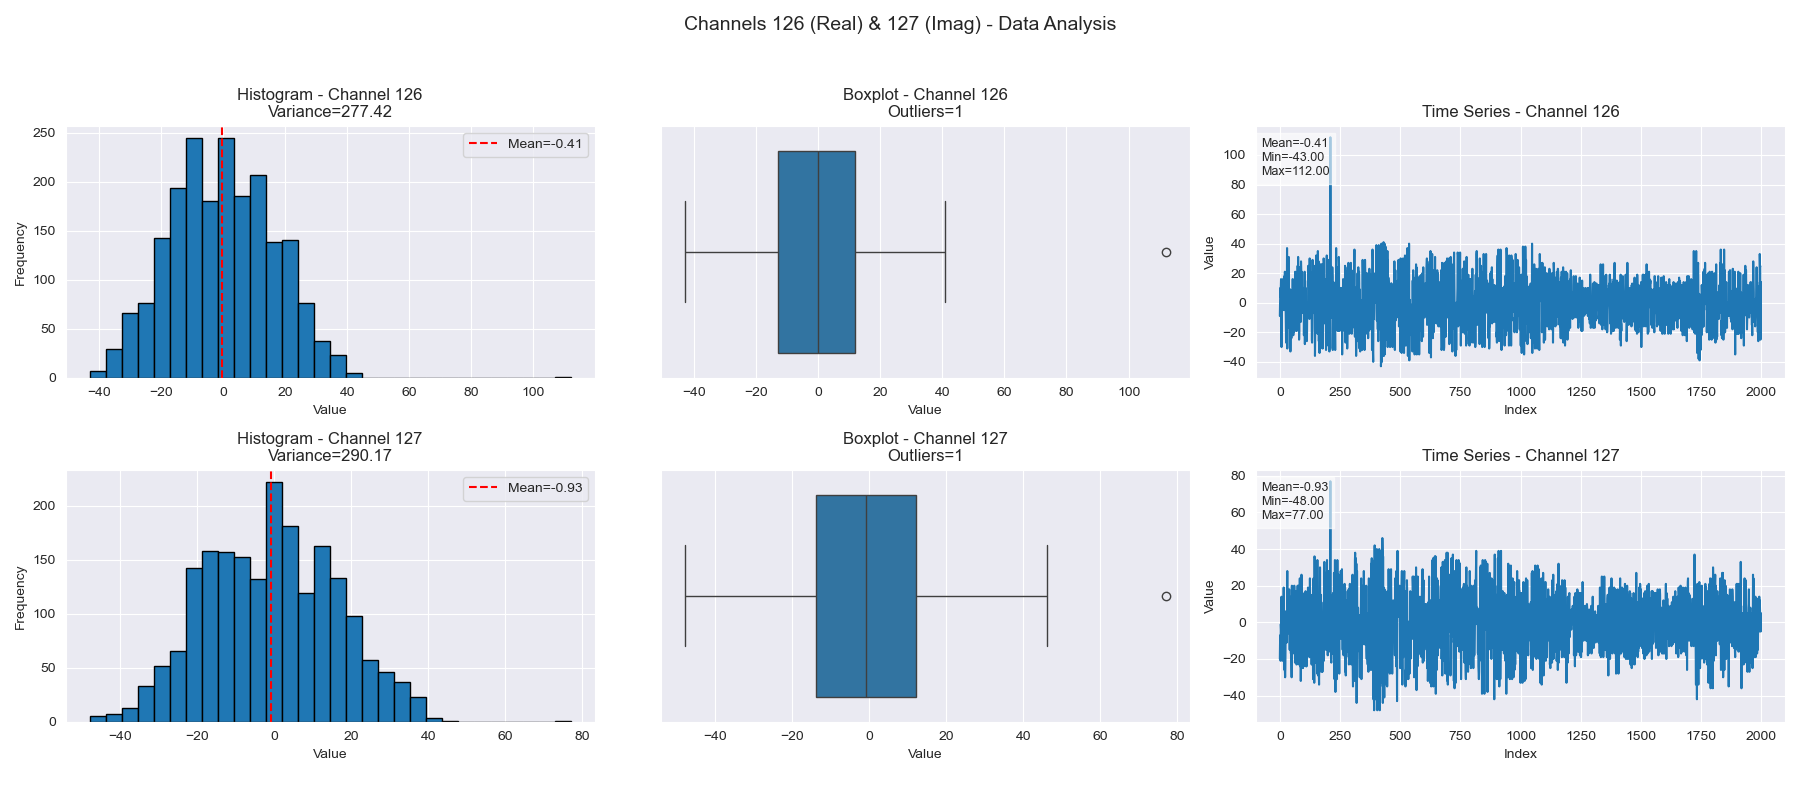 Channels 126 (Real) & 127 (Imag) - Data Analysis
Histogram - Channel 126
Variance=277.42
Mean=-0.41
Frequency
250
200
150
100
50
0
−40 −20 0 20 40 60 80 100
Value
Boxplot - Channel 126
Outliers=1
−40 −20 0 20 40 60 80 100
Value
Time Series - Channel 126
Mean=-0.41
Min=-43.00
Max=112.00
Value
100
80
60
40
20
0
−20
−40
0 250 500 750 1000 1250 1500 1750 2000
Index
Histogram - Channel 127
Variance=290.17
Mean=-0.93
Frequency
200
150
100
50
0
−40 −20 0 20 40 60 80
Value
Boxplot - Channel 127
Outliers=1
−40 −20 0 20 40 60 80
Value
Time Series - Channel 127
Mean=-0.93
Min=-48.00
Max=77.00
Value
80
60
40
20
0
−20
−40
0 250 500 750 1000 1250 1500 1750 2000
Index